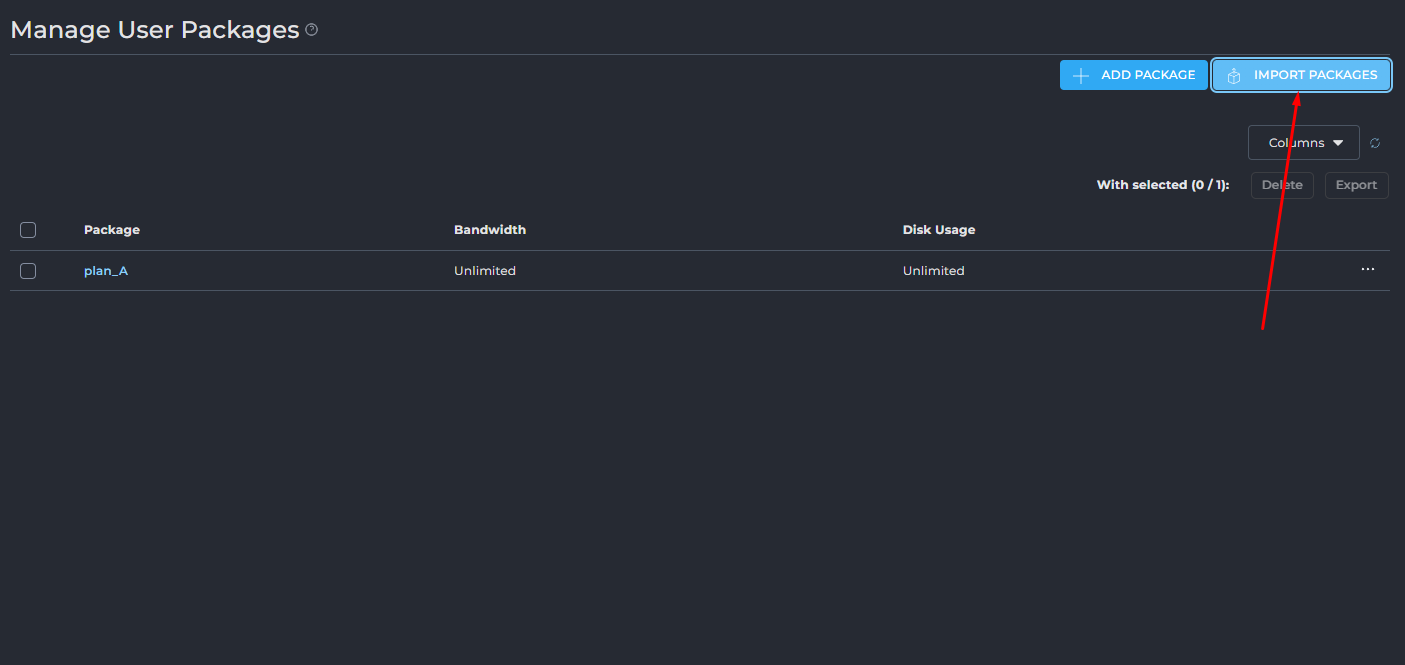 Manage User Packages
ADD PACKAGE IMPORT PACKAGES
Columns
With selected (0 / 1): Delete Export
Package Bandwidth Disk Usage
plan_A Unlimited Unlimited